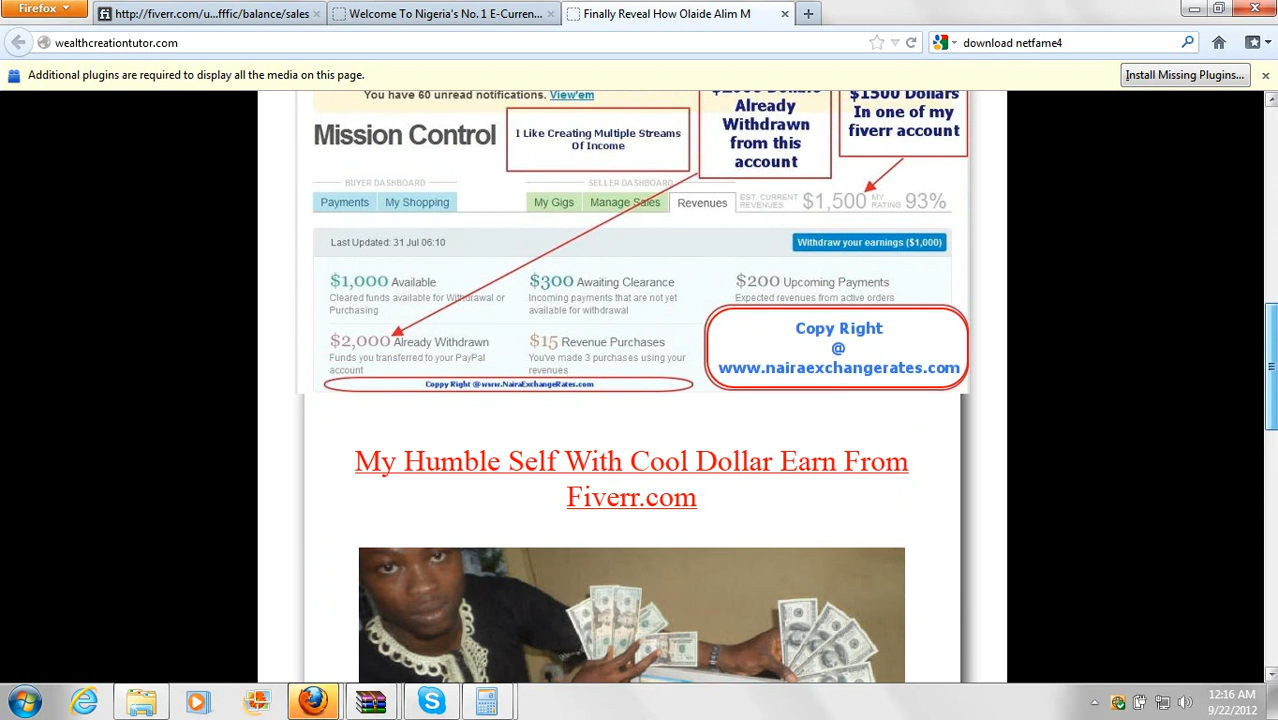 Firefox
http://fiverr.com/u...fffic/balance/sales
Welcome To Nigeria's No. 1 E-Curren...
Finally Reveal How Olaide Alim M
wealthcreationtutor.com
download netfame4
Additional plugins are required to display all the media on this page.
Install Missing Plugins...
You have 60 unread notifications. View'em
Mission Control
I Like Creating Multiple Streams
Of Income
Already
Withdrawn
from this
account
$1500 Dollars
In one of my
fiverr account
BUYER DASHBOARD
SELLER DASHBOARD
Payments
My Shopping
My Gigs
Manage Sales
Revenues
EST. CURRENT
REVENUES
$1,500
MY
RATING
93%
Last Updated: 31 Jul 06:10
Withdraw your earnings ($1,000)
$1,000 Available
Cleared funds available for Withdrawal or
Purchasing
$300 Awaiting Clearance
Incoming payments that are not yet
available for withdrawal
$200 Upcoming Payments
Expected revenues from active orders
$2,000 Already Withdrawn
Funds you transferred to your PayPal
account
$15 Revenue Purchases
You've made 3 purchases using your
revenues
Copy Right
@
www.nairaexchangerates.com
Coppy Right @ www.NairaExchangeRates.com
My Humble Self With Cool Dollar Earn From
Fiverr.com
12:16 AM
9/22/2012